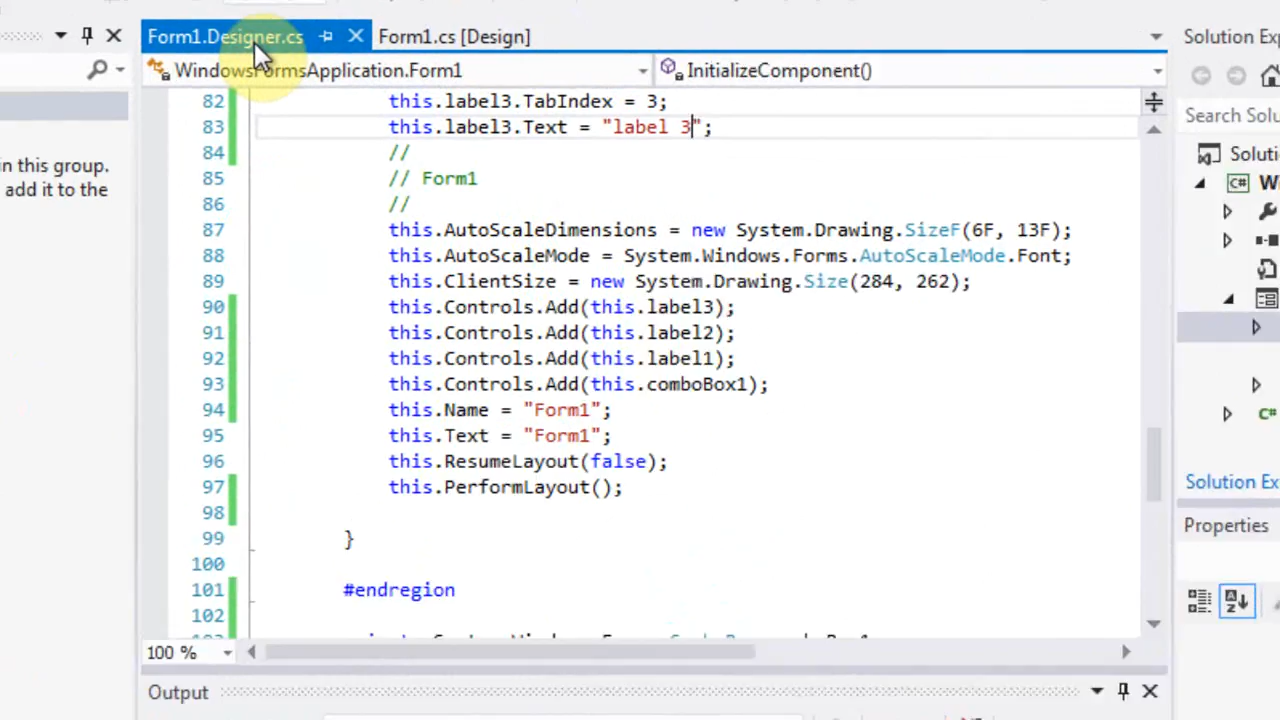 Form1.Designer.cs
Form1.cs [Design]
Solution Exp
WindowsFormsApplication.Form1
InitializeComponent()
Search Solu
in this group.
add it to the
82 this.label3.TabIndex = 3;
83 this.label3.Text = "label 3";
84 //
85 // Form1
86 //
87 this.AutoScaleDimensions = new System.Drawing.SizeF(6F, 13F);
88 this.AutoScaleMode = System.Windows.Forms.AutoScaleMode.Font;
89 this.ClientSize = new System.Drawing.Size(284, 262);
90 this.Controls.Add(this.label3);
91 this.Controls.Add(this.label2);
92 this.Controls.Add(this.label1);
93 this.Controls.Add(this.comboBox1);
94 this.Name = "Form1";
95 this.Text = "Form1";
96 this.ResumeLayout(false);
97 this.PerformLayout();
98
99 }
100
101 #endregion
102
Soluti
C# Wi
C#
Solution Ex
Properties
100 %
Output